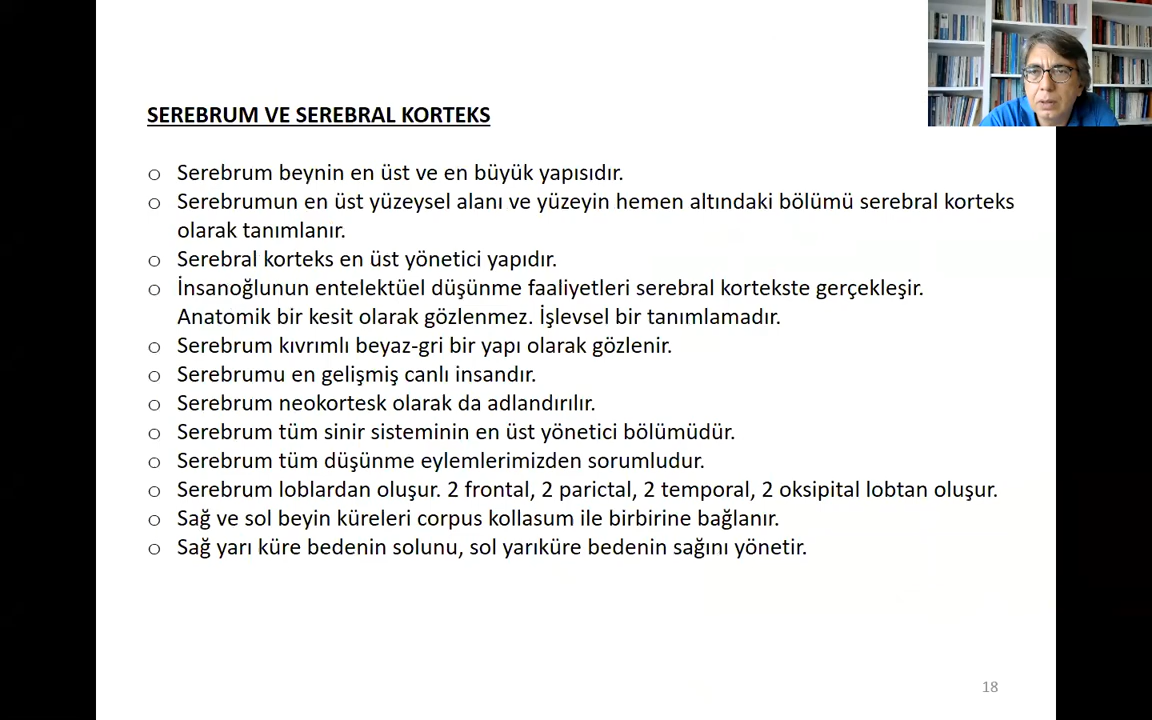 SEREBRUM VE SEREBRAL KORTEKS
o Serebrum beynin en üst ve en büyük yapısıdır.
o Serebrumun en üst yüzeysel alanı ve yüzeyin hemen altındaki bölümü serebral korteks
olarak tanımlanır.
o Serebral korteks en üst yönetici yapıdır.
o İnsanoğlunun entelektüel düşünme faaliyetleri serebral kortekste gerçekleşir.
Anatomik bir kesit olarak gözlenmez. İşlevsel bir tanımlamadır.
o Serebrum kıvrımlı beyaz-gri bir yapı olarak gözlenir.
o Serebrumu en gelişmiş canlı insandır.
o Serebrum neokortesk olarak da adlandırılır.
o Serebrum tüm sinir sisteminin en üst yönetici bölümüdür.
o Serebrum tüm düşünme eylemlerimizden sorumludur.
o Serebrum loblardan oluşur. 2 frontal, 2 parictal, 2 temporal, 2 oksipital lobtan oluşur.
o Sağ ve sol beyin küreleri corpus kollasum ile birbirine bağlanır.
o Sağ yarı küre bedenin solunu, sol yarıküre bedenin sağını yönetir.
18